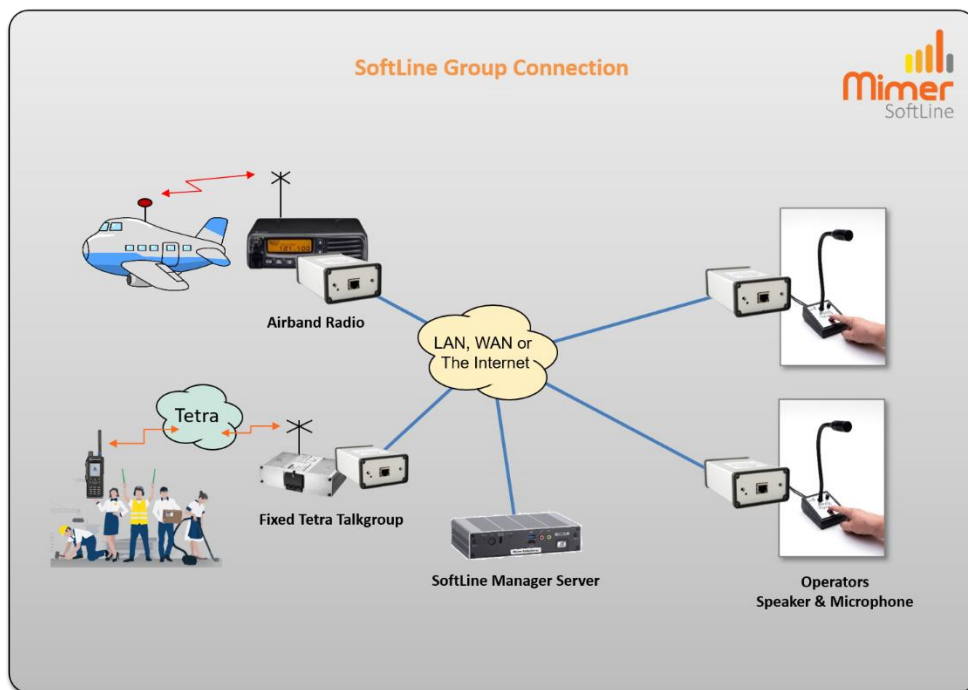 SoftLine Group Connection
Mimer
SoftLine
Airband Radio
LAN, WAN or
The Internet
Tetra
Fixed Tetra Talkgroup
SoftLine Manager Server
Operators
Speaker & Microphone